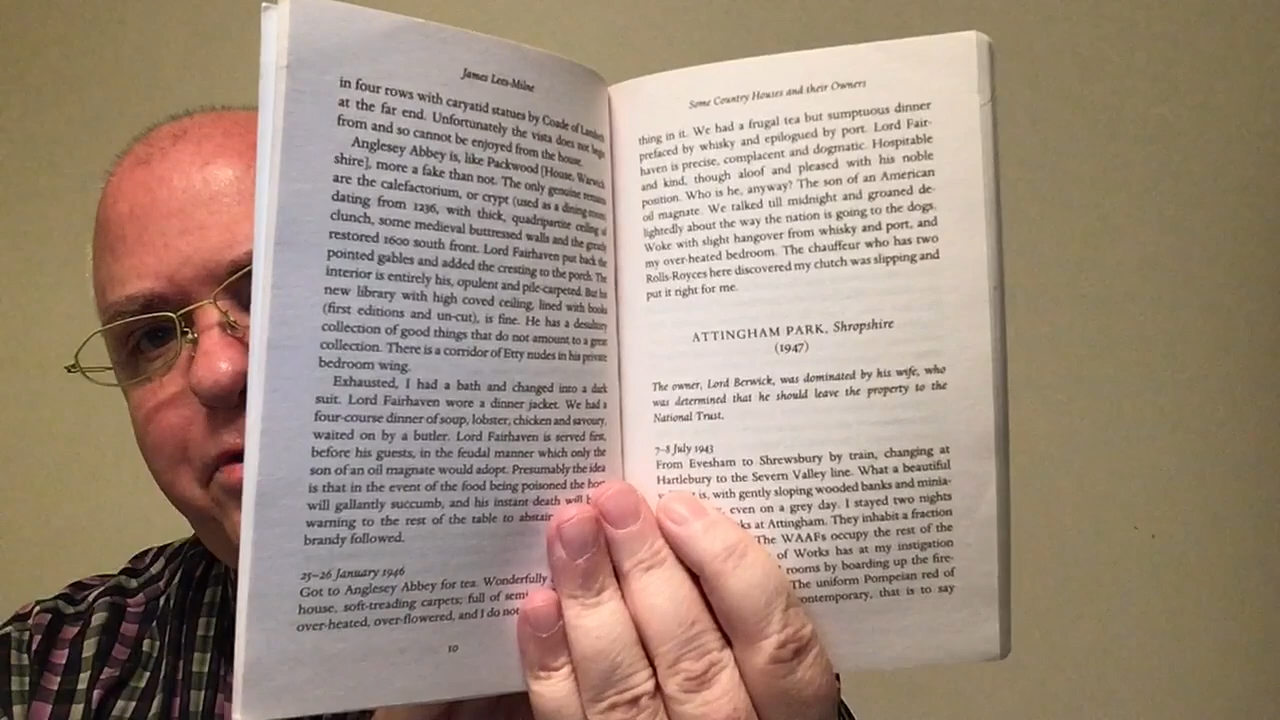 James Lees-Milne
in four rows with caryatid statues by Coade of Lambeth
at the far end. Unfortunately the vista does not begin
from and so cannot be enjoyed from the house.
Anglesey Abbey is, like Packwood [House, Warwick
shire], more a fake than not. The only genuine remains
are the calefactorium, or crypt (used as a dining-room)
dating from 1236, with thick, quadripartite ceiling of
clunch, some medieval buttressed walls and the greatly
restored 1600 south front. Lord Fairhaven put back the
pointed gables and added the cresting to the porch. The
interior is entirely his, opulent and pile-carpeted. But his
new library with high coved ceiling, lined with books
(first editions and un-cut), is fine. He has a desultory
collection of good things that do not amount to a great
collection. There is a corridor of Etty nudes in his private
bedroom wing.
Exhausted, I had a bath and changed into a dark
suit. Lord Fairhaven wore a dinner jacket. We had a
four-course dinner of soup, lobster, chicken and savoury,
waited on by a butler. Lord Fairhaven is served first,
before his guests, in the feudal manner which only the
son of an oil magnate would adopt. Presumably the idea
is that in the event of the food being poisoned the
will gallantly succumb, and his instant death will
warning to the rest of the table to
brandy followed.
25–26 January 1946
Got to Anglesey Abbey for tea. Wonderfully
house, soft-treading carpets; full of
over-heated, over-flowered, and I do not
10
Some Country Houses and their Owners
thing in it. We had a frugal tea but sumptuous dinner
prefaced by whisky and epilogued by port. Lord Fair-
haven is precise, complacent and dogmatic. Hospitable
and kind, though aloof and pleased with his noble
position. Who is he, anyway? The son of an American
oil magnate. We talked till midnight and groaned de-
lightedly about the way the nation is going to the dogs.
Woke with slight hangover from whisky and port, and
my over-heated bedroom. The chauffeur who has two
Rolls-Royces here discovered my clutch was slipping and
put it right for me.
ATTINGHAM PARK, Shropshire
(1947)
The owner, Lord Berwick, was dominated by his wife, who
was determined that he should leave the property to the
National Trust.
7–8 July 1943
From Evesham to Shrewsbury by train, changing at
Hartlebury to the Severn Valley line. What a beautiful
is, with gently sloping wooded banks and minia-
even on a grey day. I stayed two nights
at Attingham. They inhabit a fraction
The WAAFs occupy the rest of the
of Works has at my instigation
rooms by boarding up the fire-
The uniform Pompeian red of
contemporary, that is to say